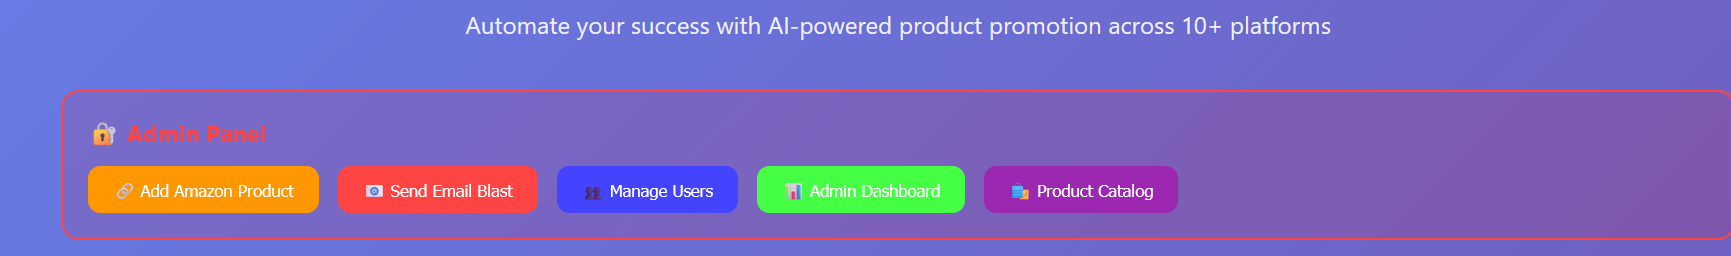 Automate your success with AI-powered product promotion across 10+ platforms
Admin Panel
Add Amazon Product
Send Email Blast
Manage Users
Admin Dashboard
Product Catalog